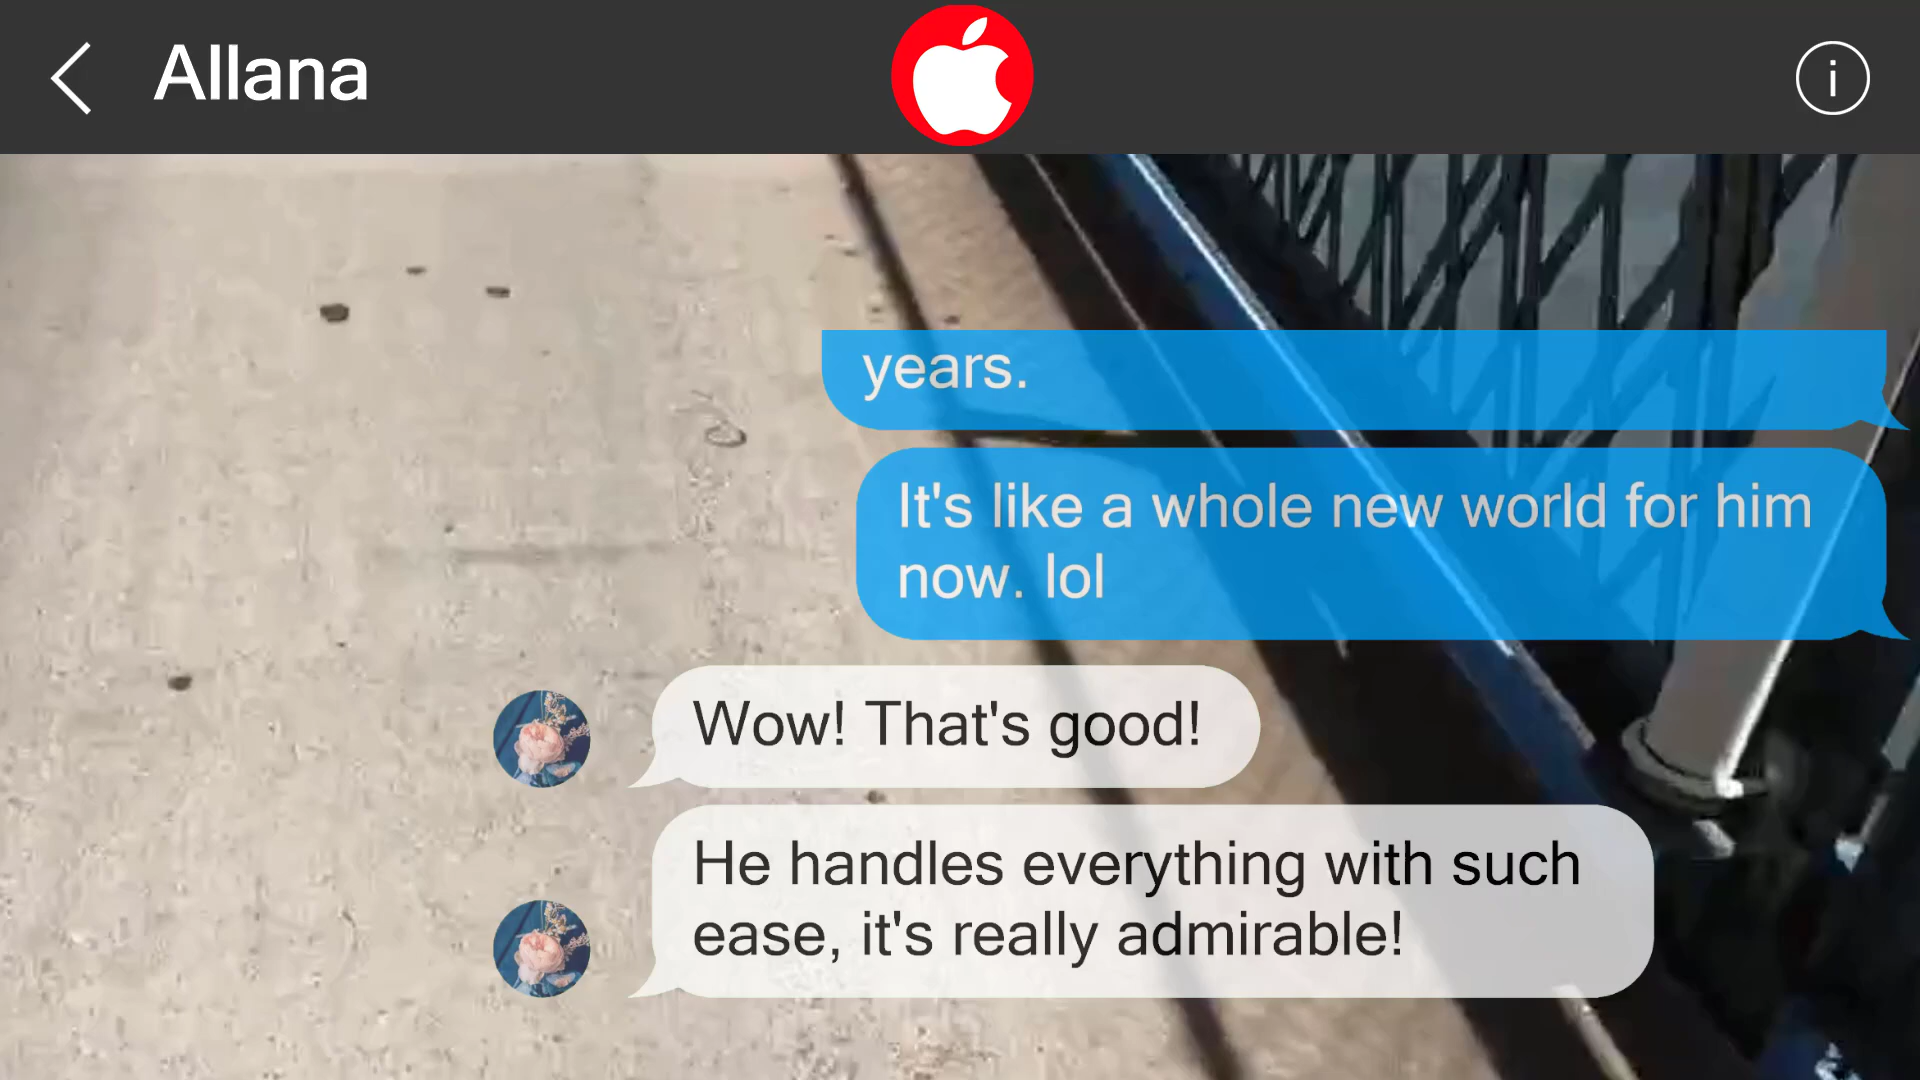 Allana
i
years.
It's like a whole new world for him
now. lol
Wow! That's good!
He handles everything with such
ease, it's really admirable!